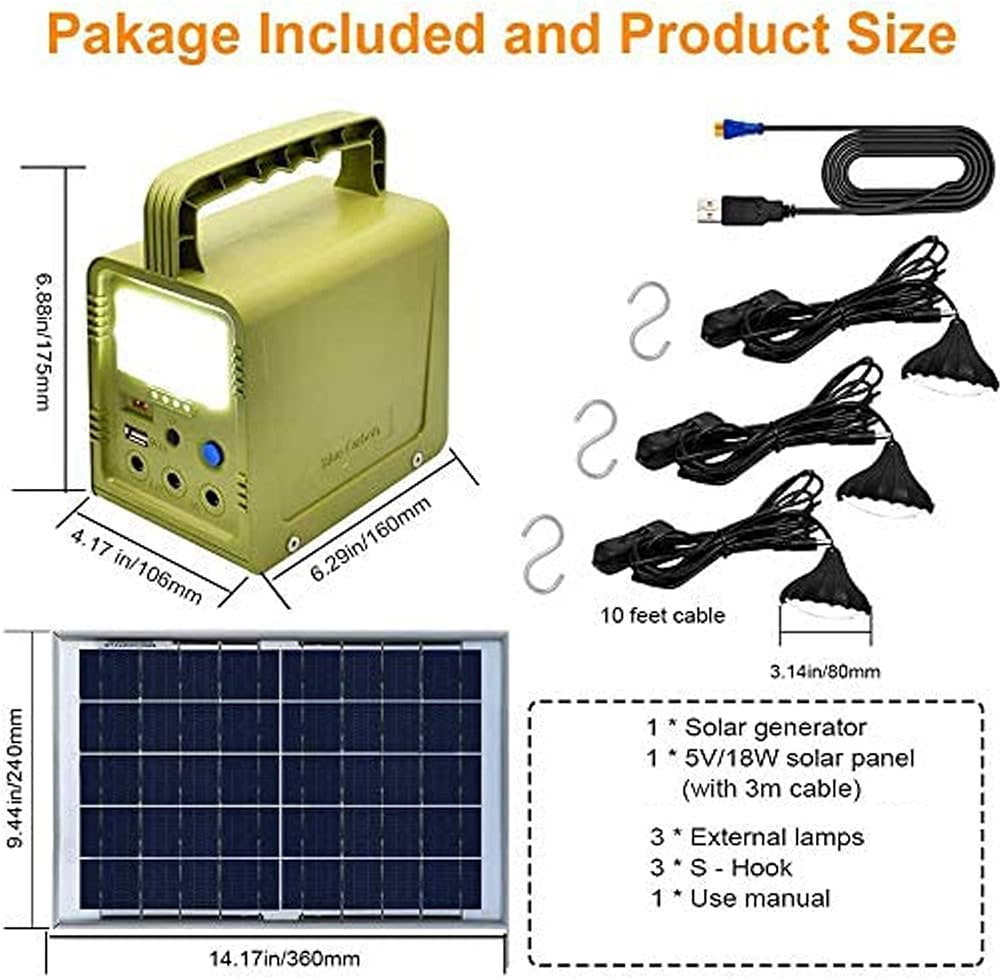 Pakage Included and Product Size
6.88in/175mm
4.17 in/106mm
6.29in/160mm
10 feet cable
3.14in/80mm
9.44in/240mm
14.17in/360mm
1 * Solar generator
1 * 5V/18W solar panel
(with 3m cable)
3 * External lamps
3 * S - Hook
1 * Use manual